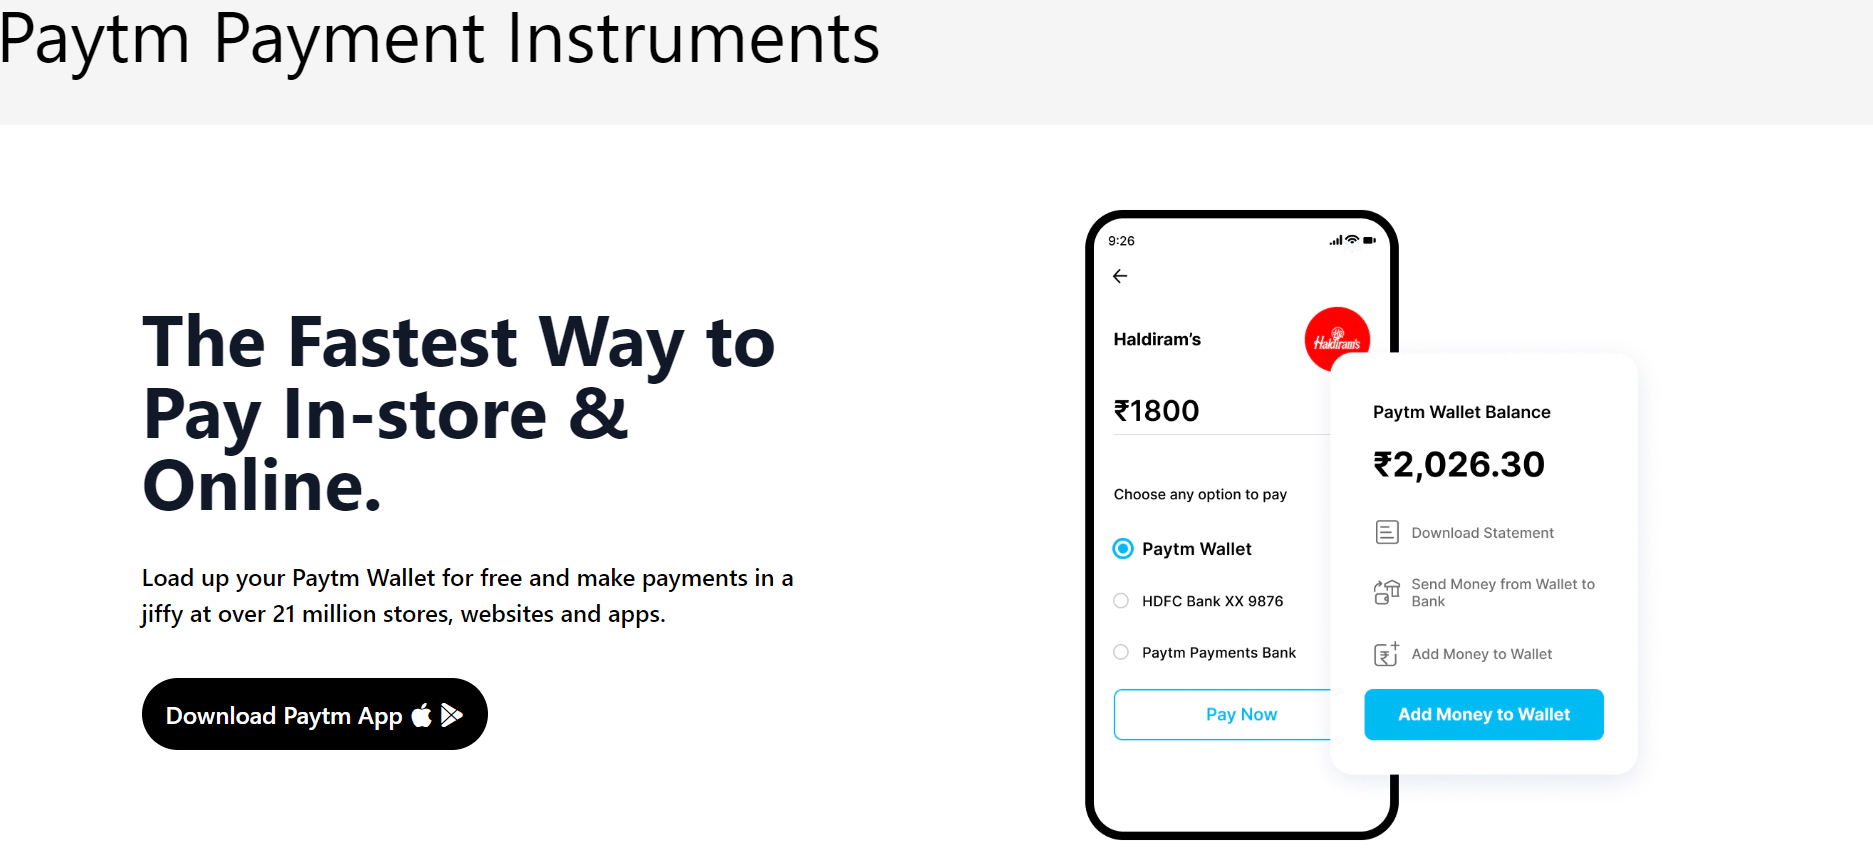 Paytm Payment Instruments
The Fastest Way to
Pay In-store &
Online.
Load up your Paytm Wallet for free and make payments in a
jiffy at over 21 million stores, websites and apps.
Download Paytm App
9:26
Haldiram's
Haldiram's
₹1800
Choose any option to pay
Paytm Wallet
HDFC Bank XX 9876
Paytm Payments Bank
Pay Now
Paytm Wallet Balance
₹2,026.30
Download Statement
Send Money from Wallet to
Bank
Add Money to Wallet
Add Money to Wallet